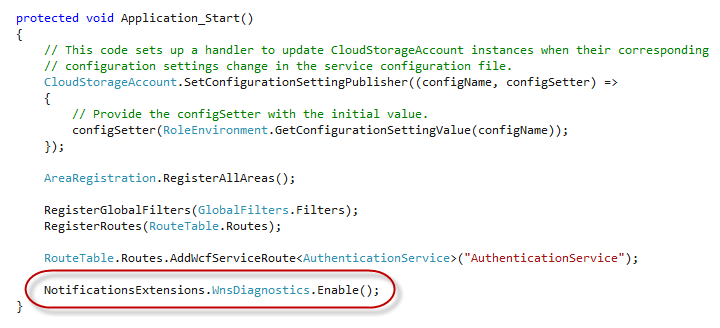 protected void Application_Start()
{
// This code sets up a handler to update CloudStorageAccount instances when their corresponding
// configuration settings change in the service configuration file.
CloudStorageAccount.SetConfigurationSettingPublisher((configName, configSetter) =>
{
// Provide the configSetter with the initial value.
configSetter(RoleEnvironment.GetConfigurationSettingValue(configName));
});
AreaRegistration.RegisterAllAreas();
RegisterGlobalFilters(GlobalFilters.Filters);
RegisterRoutes(RouteTable.Routes);
RouteTable.Routes.AddWcfServiceRoute<AuthenticationService>("AuthenticationService");
NotificationsExtensions.WnsDiagnostics.Enable();
}